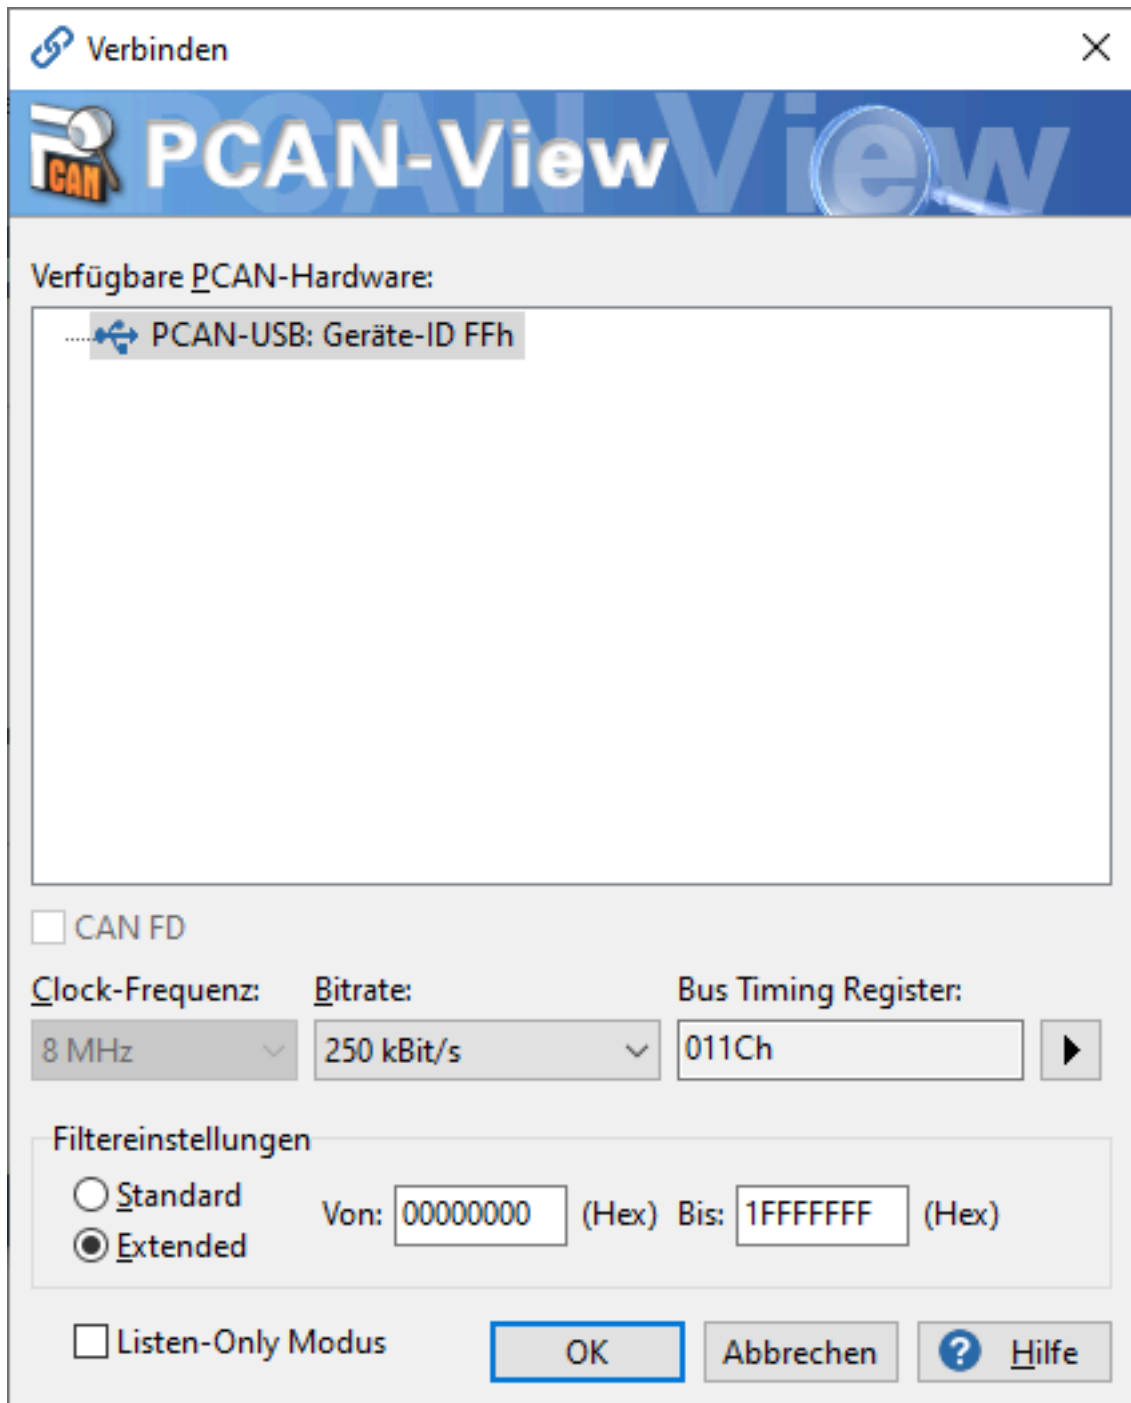 Verbinden
PCAN-View
Verfügbare PCAN-Hardware:
PCAN-USB: Geräte-ID FFh
CAN FD
Clock-Frequenz: Bitrate: Bus Timing Register:
8 MHz 250 kBit/s 011Ch
Filtereinstellungen
Standard
Von: 00000000 (Hex) Bis: 1FFFFFFF (Hex)
Extended
Listen-Only Modus OK Abbrechen ? Hilfe